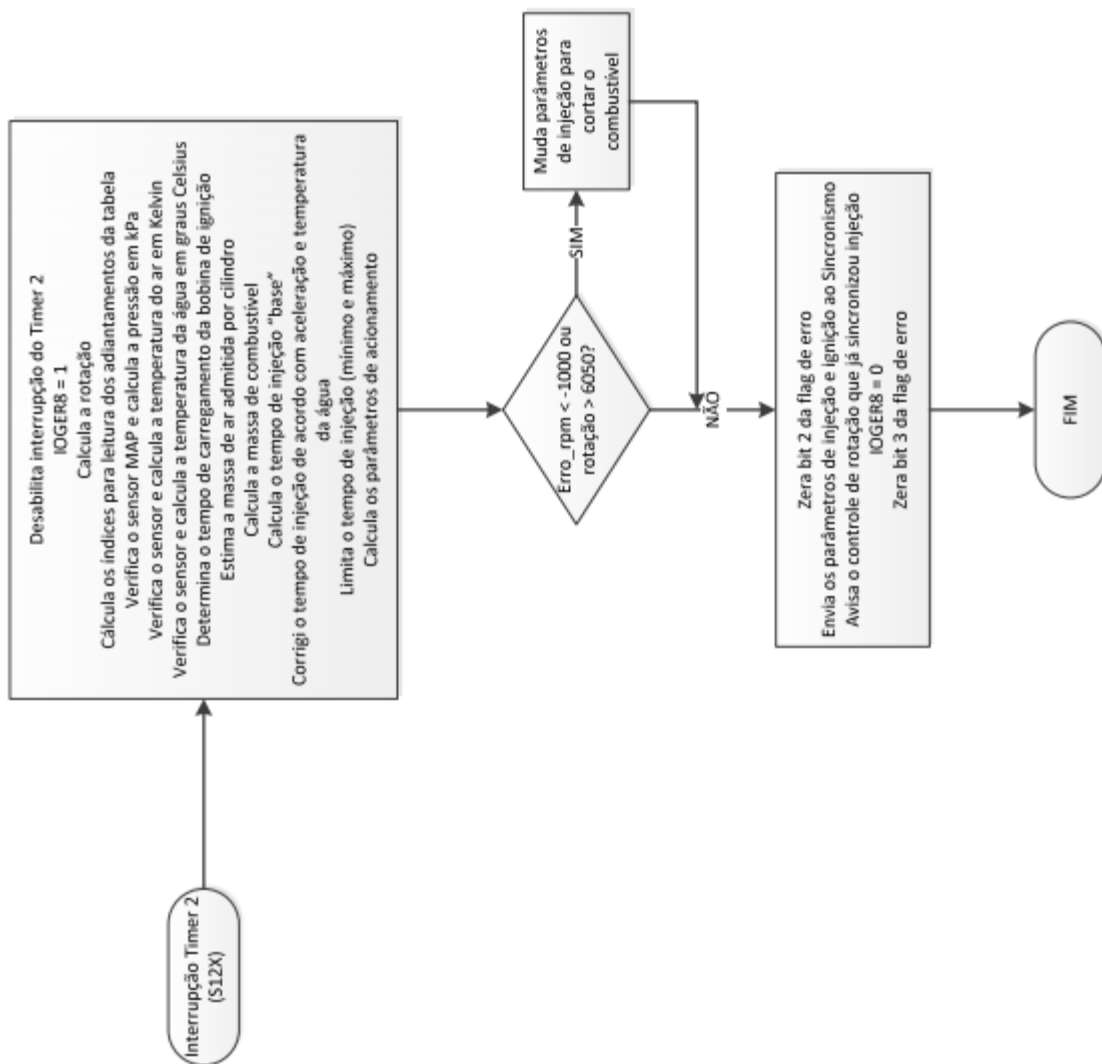 Interrupção Timer 2
(S12X)
Desabilita interrupção do Timer 2
IOGER8 = 1
Calcula a rotação
Cálcula os índices para leitura dos adiantamentos da tabela
Verifica o sensor MAP e calcula a pressão em kPa
Verifica o sensor e calcula a temperatura do ar em Kelvin
Verifica o sensor e calcula a temperatura da água em graus Celsius
Determina o tempo de carregamento da bobina de ignição
Estima a massa de ar admitida por cilindro
Calcula a massa de combustível
Calcula o tempo de injeção “base”
Corrigi o tempo de injeção de acordo com aceleração e temperatura
da água
Limita o tempo de injeção (mínimo e máximo)
Calcula os parâmetros de acionamento
Erro_rpm < -1000 ou
rotação > 6050?
SIM
Muda parâmetros
de injeção para
cortar o
combustível
NÃO
Zera bit 2 da flag de erro
Envia os parâmetros de injeção e ignição ao Sincronismo
Avisa o controle de rotação que já sincronizou injeção
IOGER8 = 0
Zera bit 3 da flag de erro
FIM